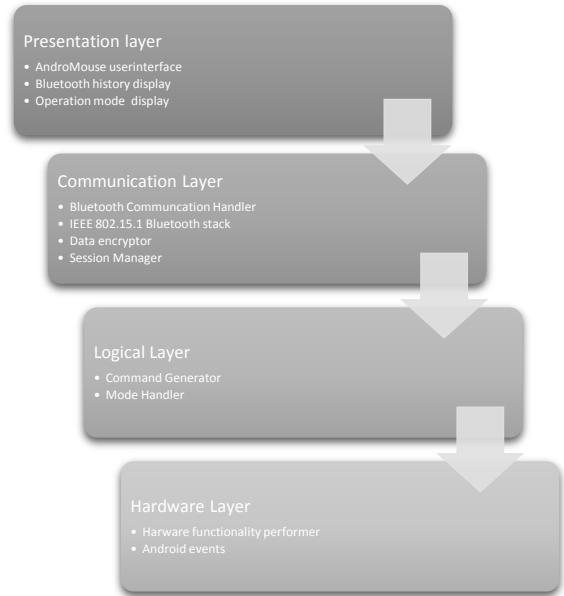 Presentation layer
• AndroMouse userinterface
• Bluetooth history display
• Operation mode display
Communication Layer
• Bluetooth Communcation Handler
• IEEE 802.15.1 Bluetooth stack
• Data encryptor
• Session Manager
Logical Layer
• Command Generator
• Mode Handler
Hardware Layer
• Harware functionality performer
• Android events